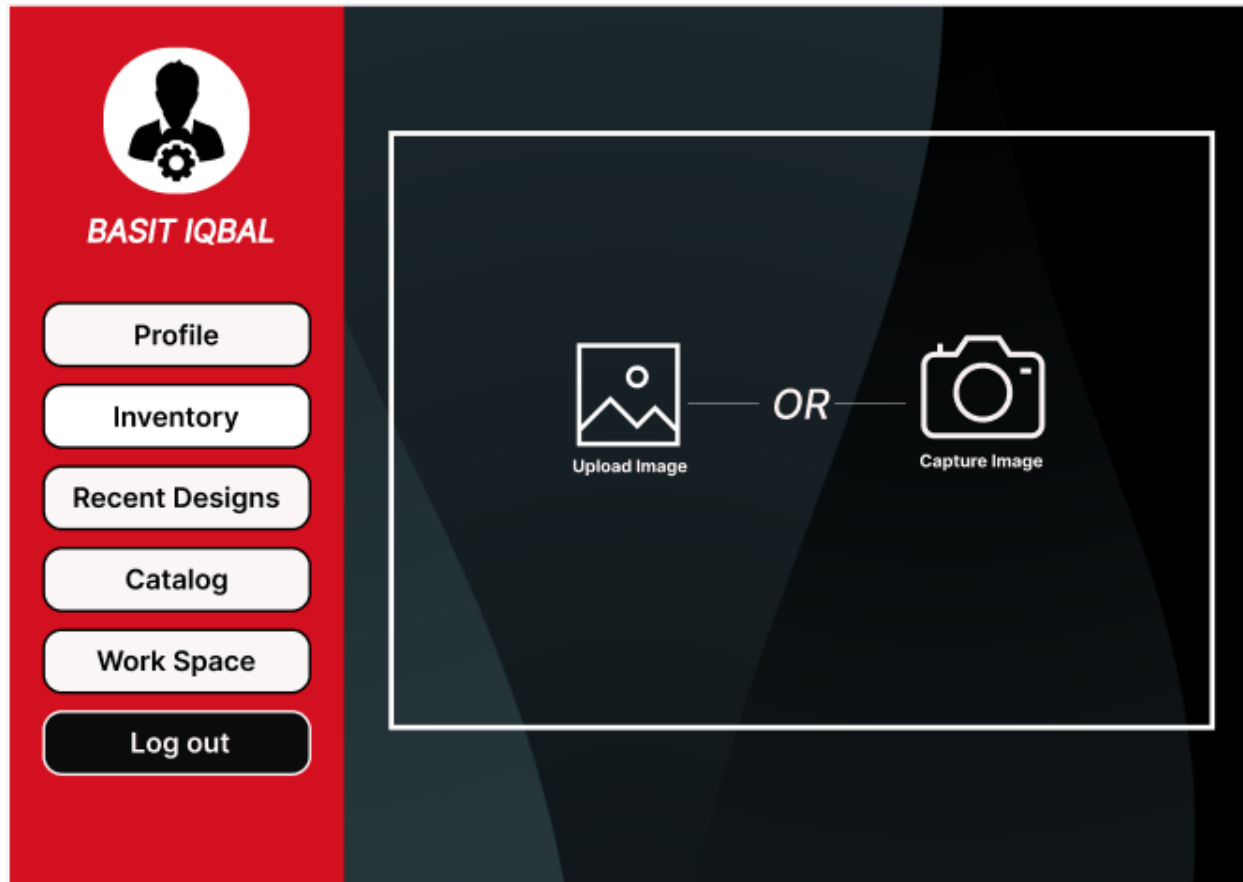 BASIT IQBAL
Profile
Inventory
Recent Designs
Catalog
Work Space
Log out
OR
Upload Image
Capture Image